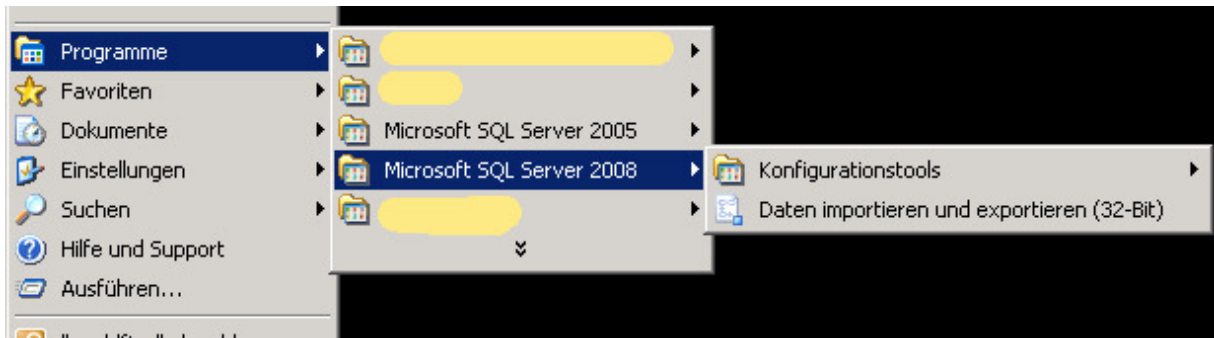 Programme
Favoriten
Dokumente
Einstellungen
Suchen
Hilfe und Support
Ausführen...
Microsoft SQL Server 2005
Microsoft SQL Server 2008
Konfigurationstools
Daten importieren und exportieren (32-Bit)